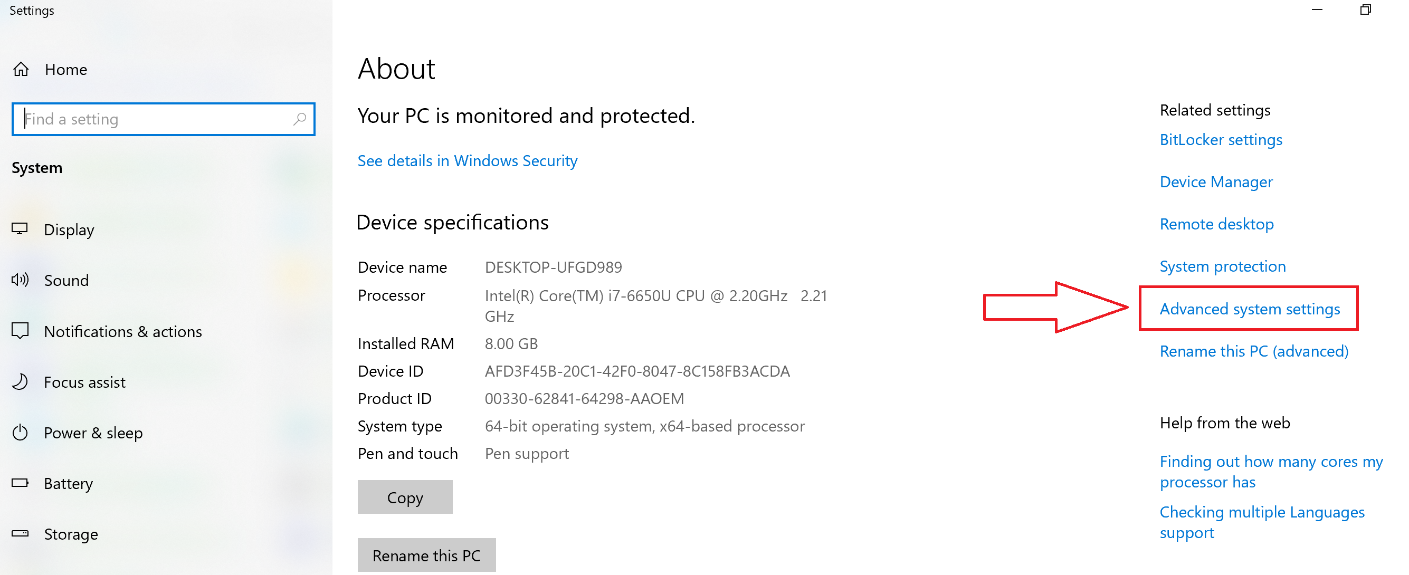 Settings
Home
Find a setting
System
Display
Sound
Notifications & actions
Focus assist
Power & sleep
Battery
Storage
About
Your PC is monitored and protected.
See details in Windows Security
Device specifications
Device name DESKTOP-UFGD989
Processor Intel(R) Core(TM) i7-6650U CPU @ 2.20GHz 2.21
GHz
Installed RAM 8.00 GB
Device ID AFD3F45B-20C1-42F0-8047-8C158FB3ACDA
Product ID 00330-62841-64298-AAOEM
System type 64-bit operating system, x64-based processor
Pen and touch Pen support
Copy
Rename this PC
Related settings
BitLocker settings
Device Manager
Remote desktop
System protection
Advanced system settings
Rename this PC (advanced)
Help from the web
Finding out how many cores my
processor has
Checking multiple Languages
support